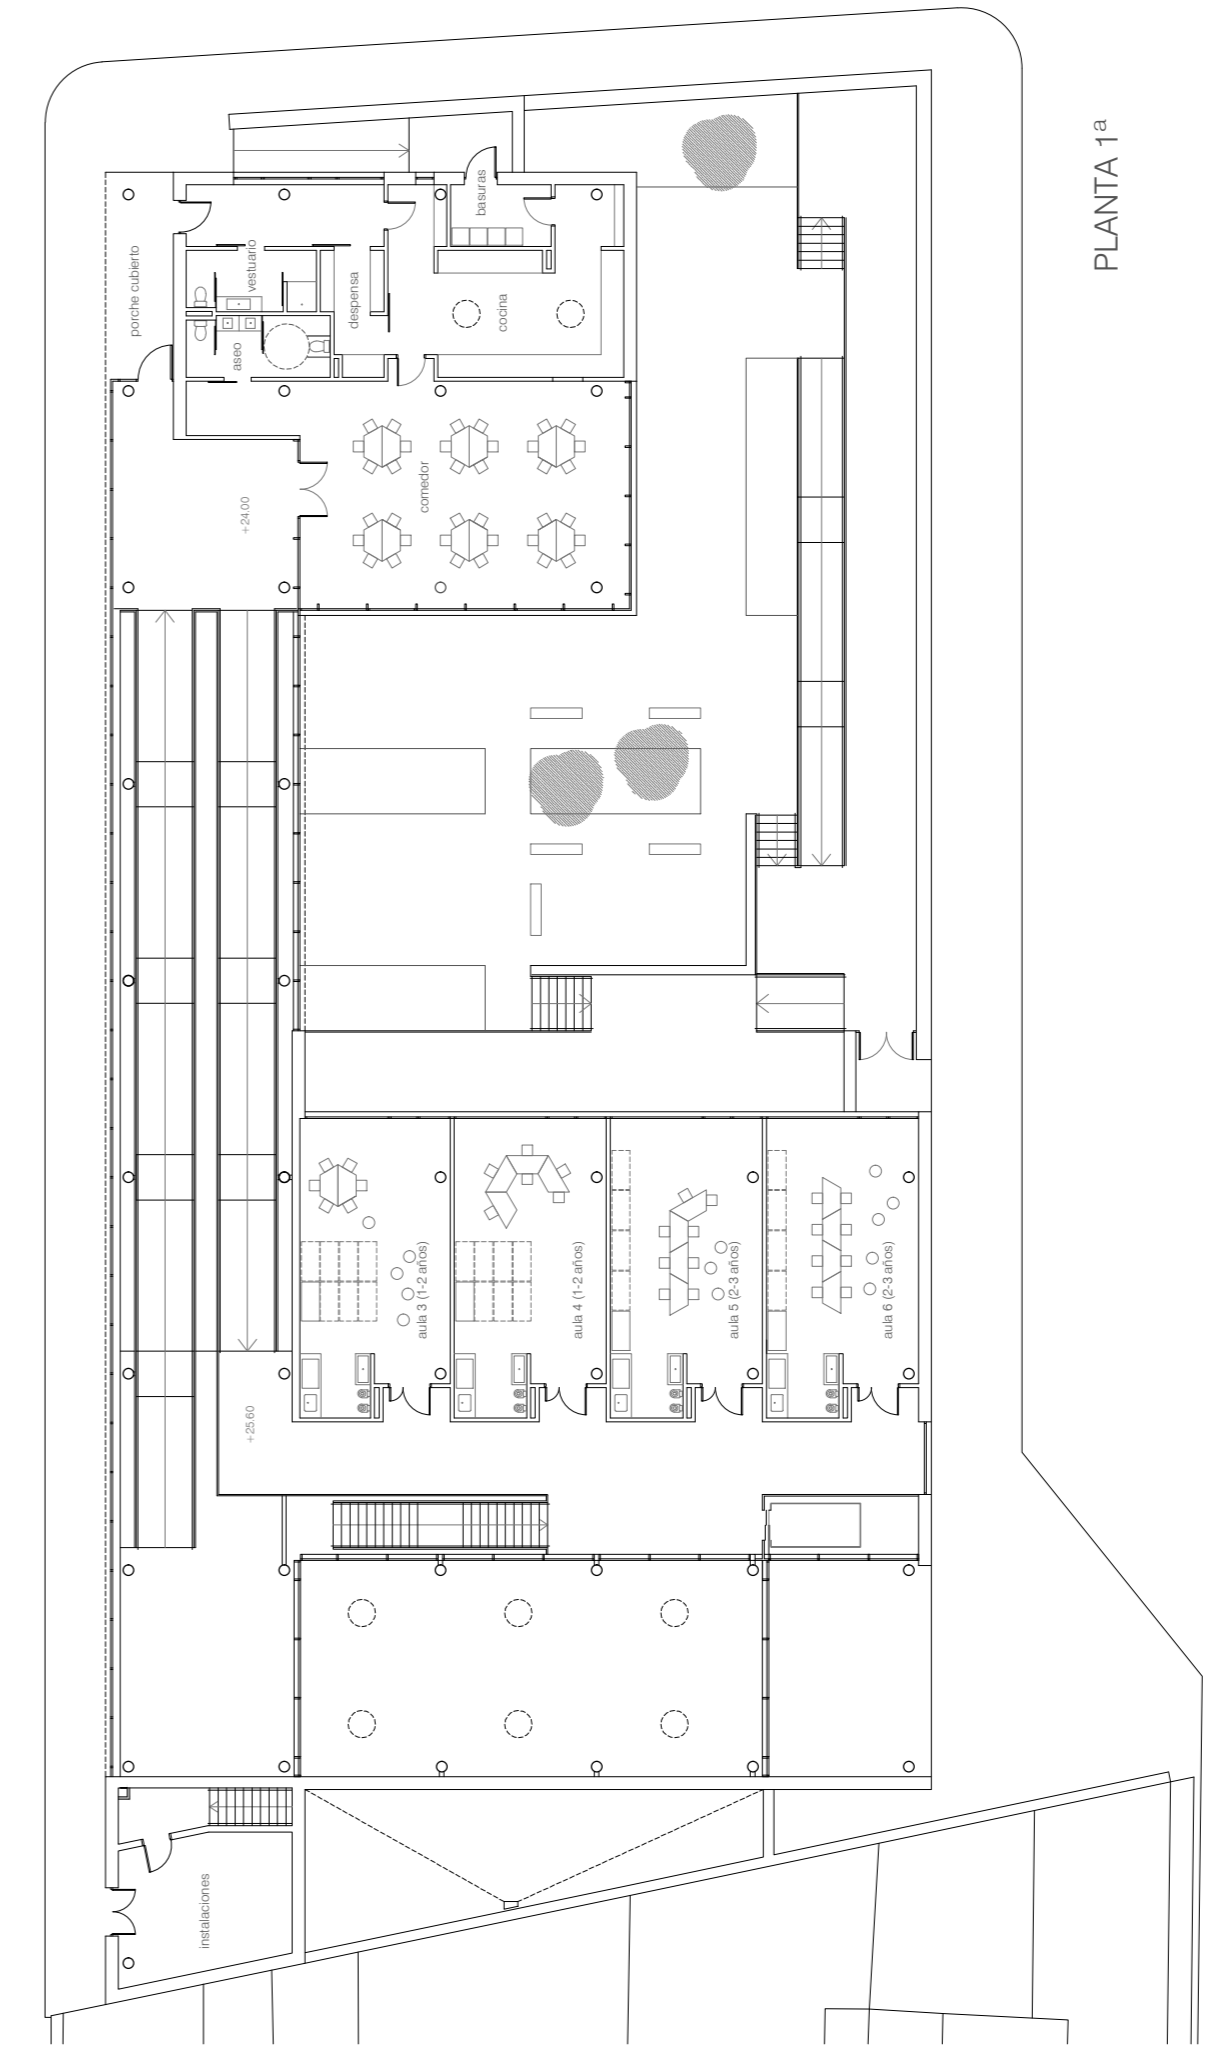 PLANTA 1ª
porche cubierto
vestuario
aseo
despensa
cocina
basuras
comedor
+24.00
+25.60
aula 3 (1-2 años)
aula 4 (1-2 años)
aula 5 (2-3 años)
aula 6 (2-3 años)
instalaciones